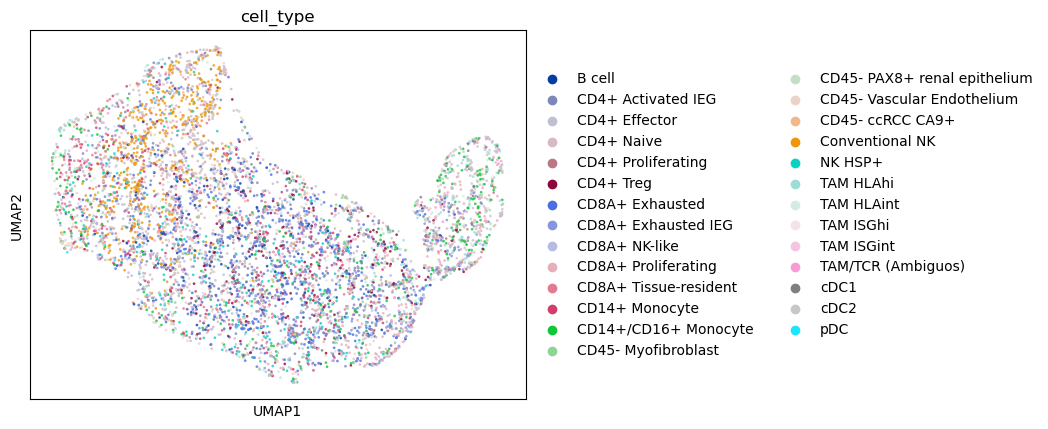 cell_type
UMAP2
UMAP1
B cell
CD4+ Activated IEG
CD4+ Effector
CD4+ Naive
CD4+ Proliferating
CD4+ Treg
CD8A+ Exhausted
CD8A+ Exhausted IEG
CD8A+ NK-like
CD8A+ Proliferating
CD8A+ Tissue-resident
CD14+ Monocyte
CD14+/CD16+ Monocyte
CD45- Myofibroblast
CD45- PAX8+ renal epithelium
CD45- Vascular Endothelium
CD45- ccRCC CA9+
Conventional NK
NK HSP+
TAM HLAhi
TAM HLAint
TAM ISGhi
TAM ISGint
TAM/TCR (Ambiguos)
cDC1
cDC2
pDC